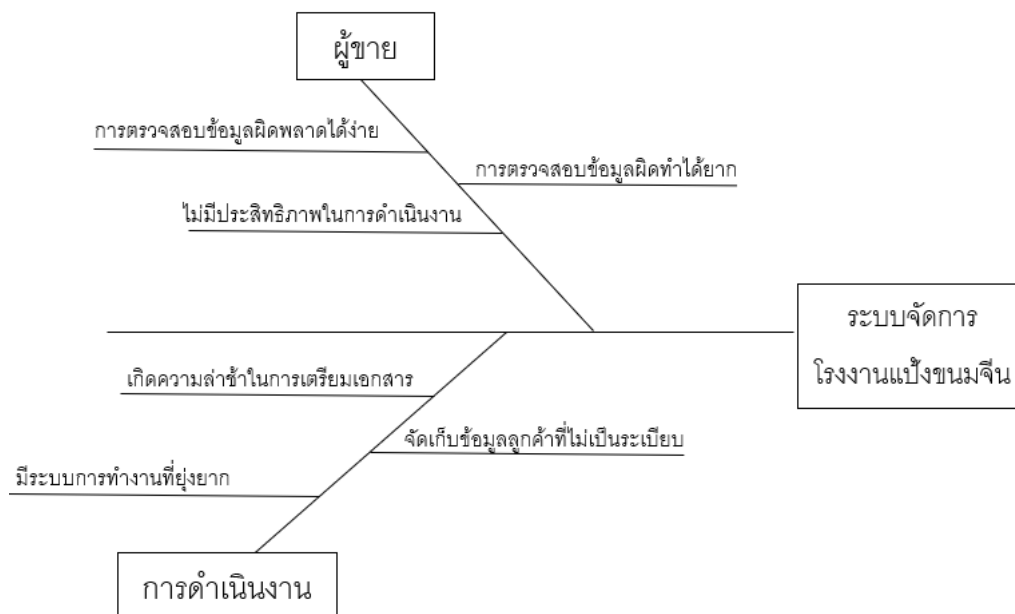 ผู้ขาย
การตรวจสอบข้อมูลผิดพลาดได้ง่าย
การตรวจสอบข้อมูลผิดทำได้ยาก
ไม่มีประสิทธิภาพในการดำเนินงาน
ระบบจัดการ
โรงงานแป้งขนมจีน
เกิดความล่าช้าในการเตรียมเอกสาร
จัดเก็บข้อมูลลูกค้าที่ไม่เป็นระเบียบ
มีระบบการทำงานที่ยุ่งยาก
การดำเนินงาน